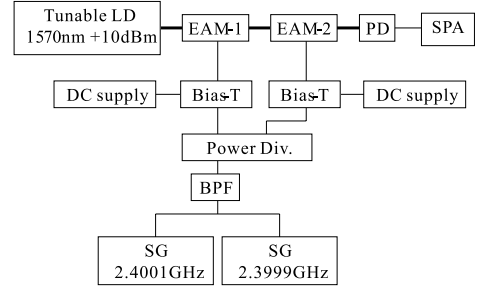 Tunable LD
1570nm +10dBm
EAM-1
EAM-2
PD
SPA
DC supply
Bias-T
Bias-T
DC supply
Power Div.
BPF
SG
2.4001GHz
SG
2.3999GHz